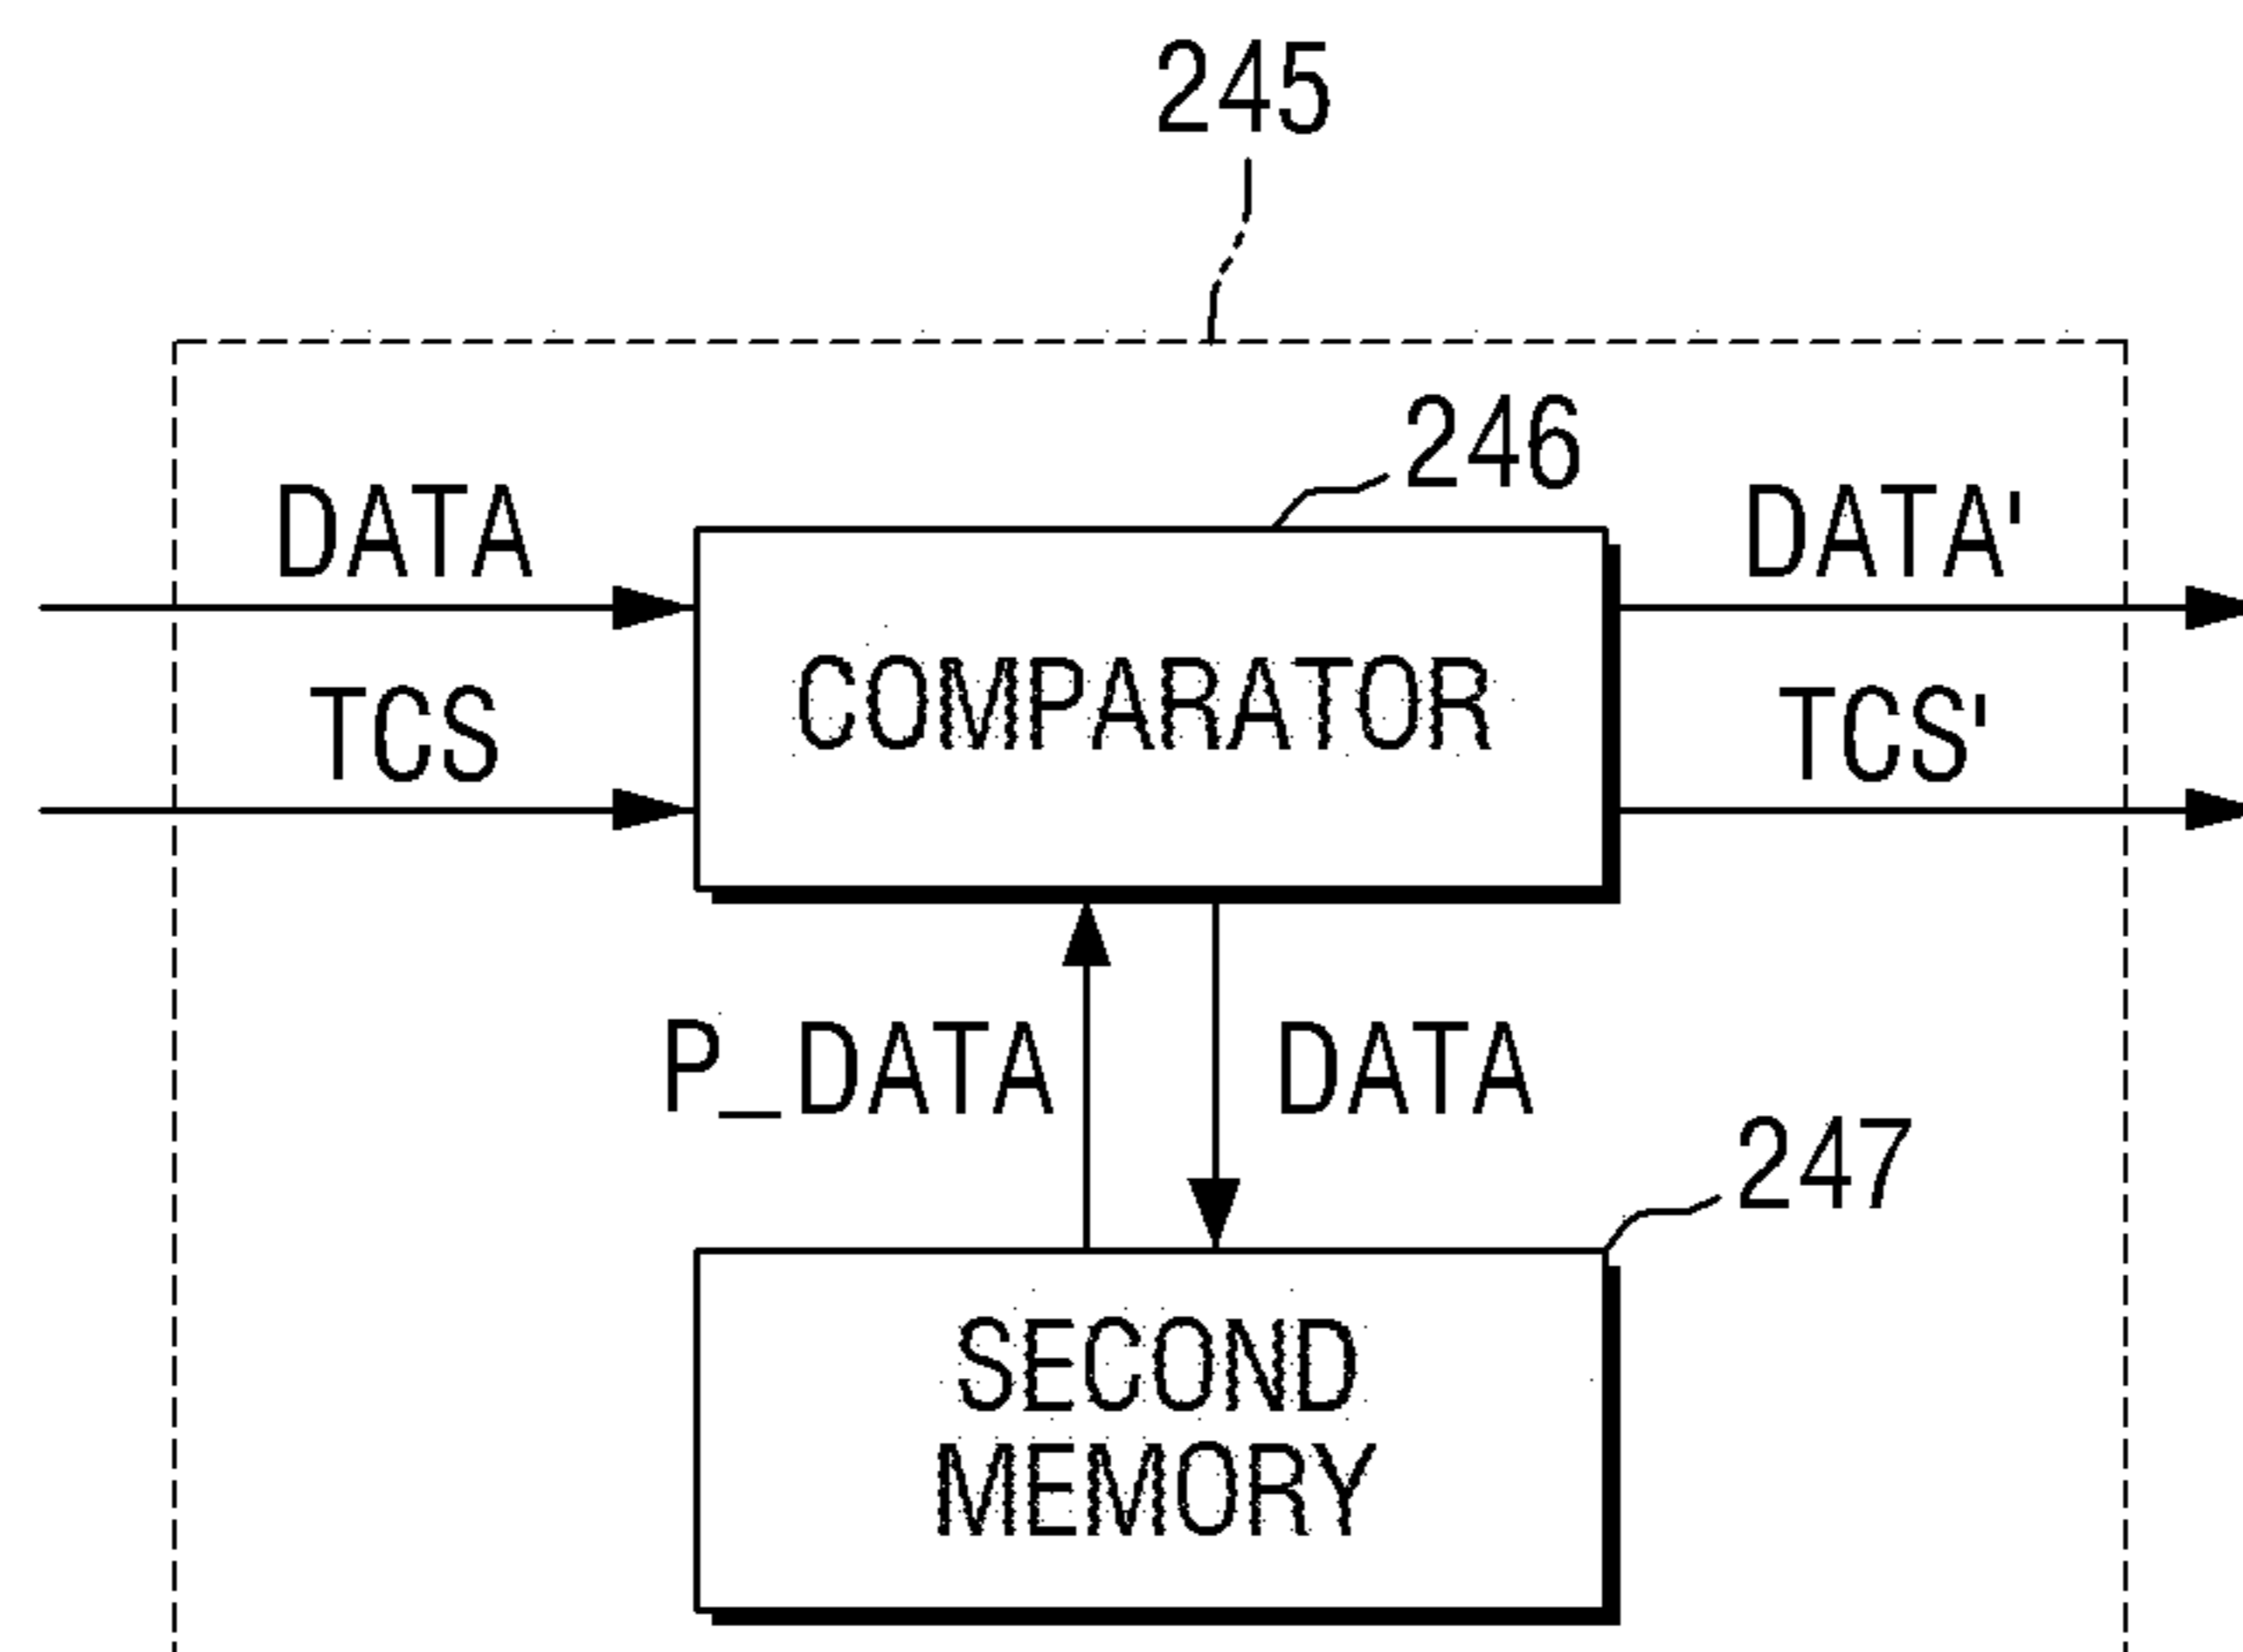 245
246
DATA
DATA'
COMPARATOR
TCS
TCS'
P_DATA
DATA
247
SECOND
MEMORY